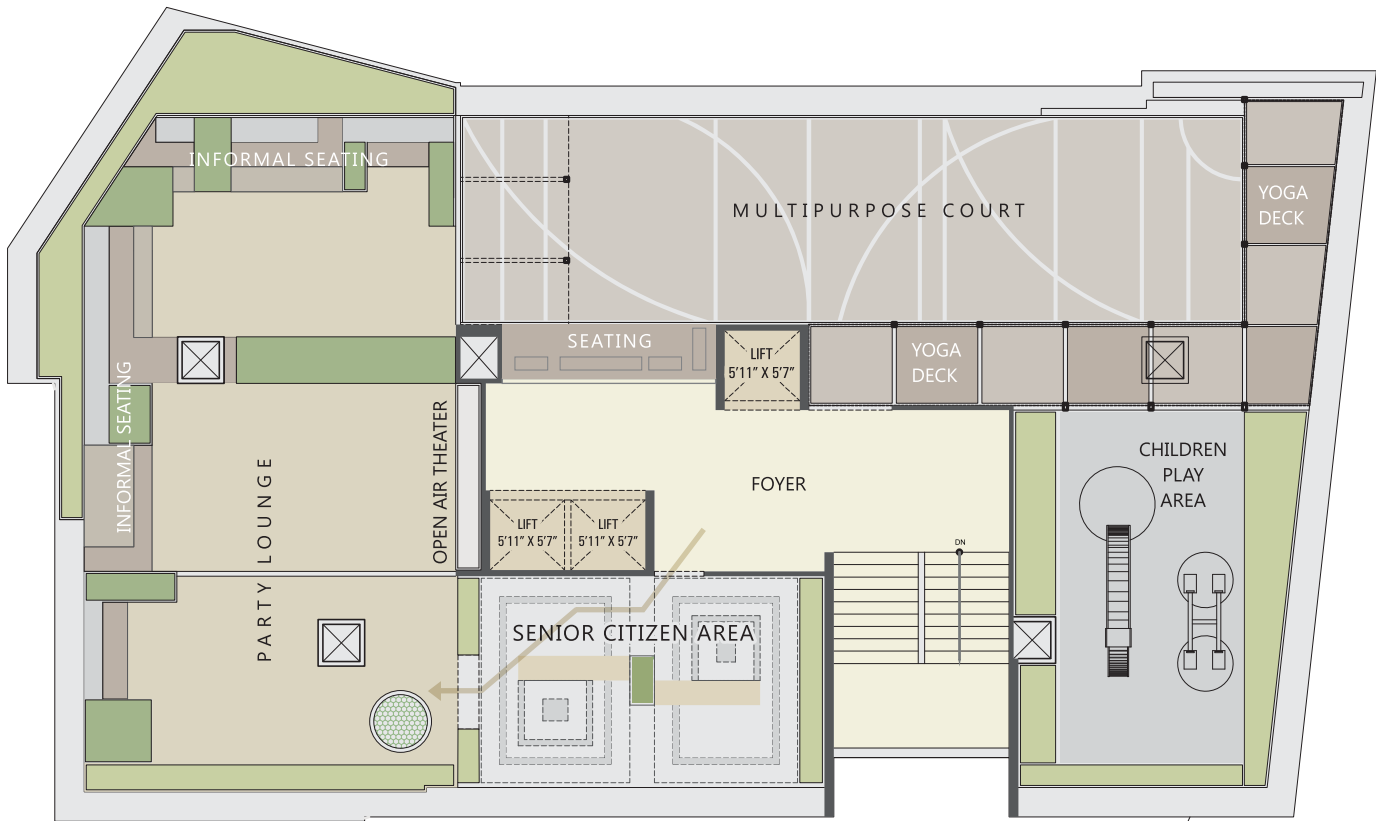 INFORMAL SEATING
MULTIPURPOSE COURT
YOGA
DECK
SEATING
LIFT
5'11" X 5'7"
YOGA
DECK
INFORMAL SEATING
PARTY LOUNGE
OPEN AIR THEATER
FOYER
CHILDREN
PLAY
AREA
LIFT
5'11" X 5'7"
LIFT
5'11" X 5'7"
DN
SENIOR CITIZEN AREA